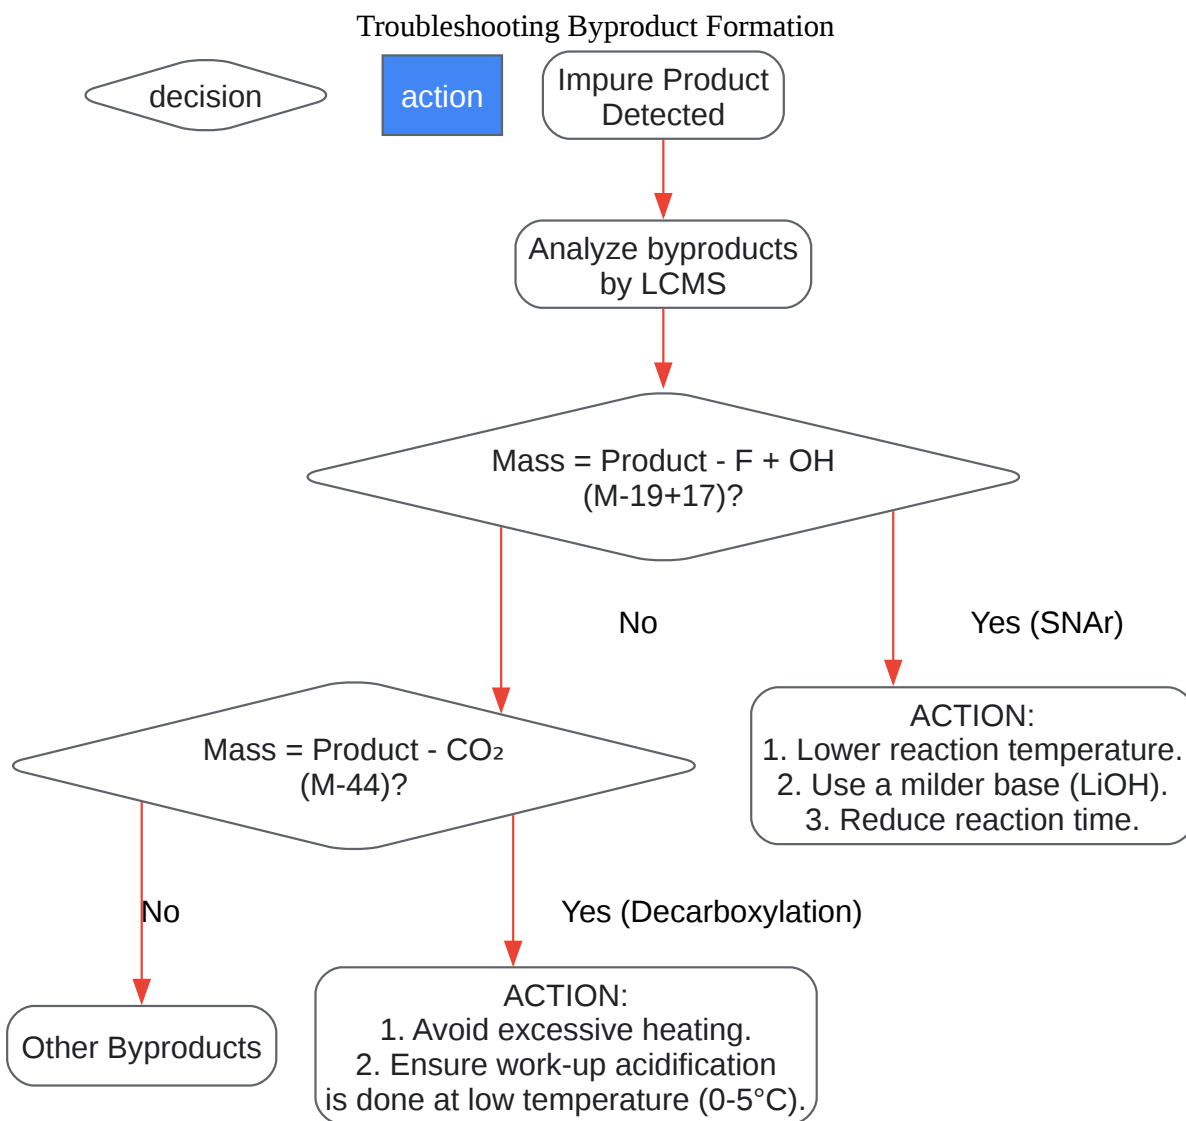 Troubleshooting Byproduct Formation
decision
action
Impure Product
Detected
Analyze byproducts
by LCMS
Mass = Product - F + OH
(M-19+17)?
No
Yes (SNAr)
Mass = Product - CO₂
(M-44)?
ACTION:
1. Lower reaction temperature.
2. Use a milder base (LiOH).
3. Reduce reaction time.
No
Yes (Decarboxylation)
Other Byproducts
ACTION:
1. Avoid excessive heating.
2. Ensure work-up acidification
is done at low temperature (0-5°C).